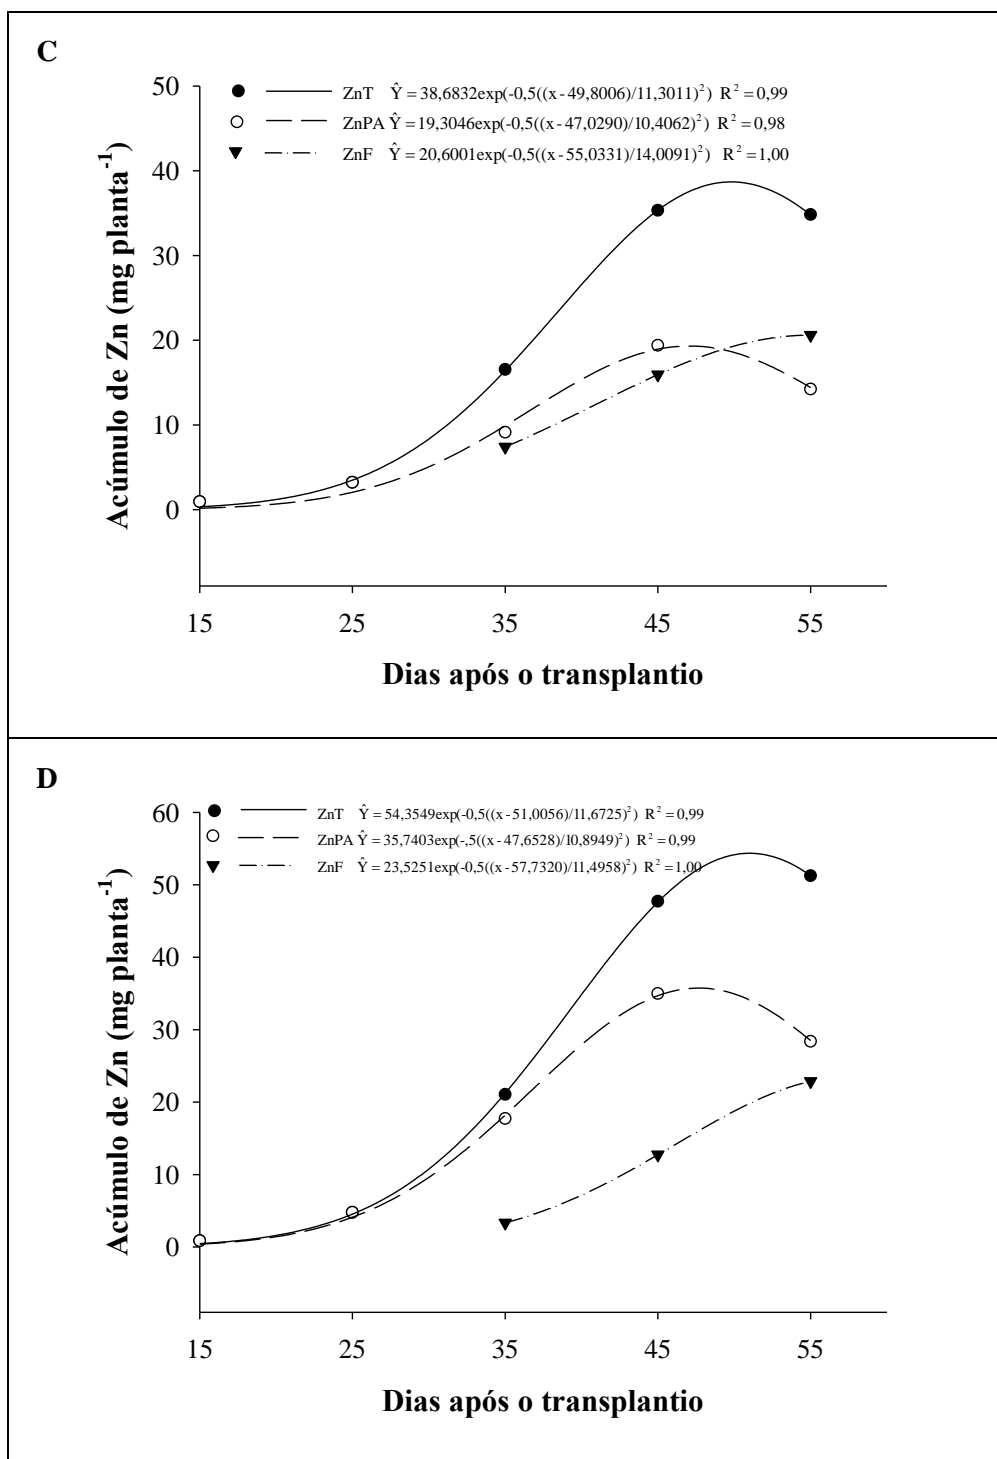 C
ZnT Ŷ = 38,6832exp(-0,5((x - 49,8006)/11,3011)²) R² = 0,99
ZnPA Ŷ = 19,3046exp(-0,5((x - 47,0290)/10,4062)²) R² = 0,98
ZnF Ŷ = 20,6001exp(-0,5((x - 55,0331)/14,0091)²) R² = 1,00
50
40
30
20
10
0
Acúmulo de Zn (mg planta⁻¹)
15 25 35 45 55
Dias após o transplantio
D
ZnT Ŷ = 54,3549exp(-0,5((x - 51,0056)/11,6725)²) R² = 0,99
ZnPA Ŷ = 35,7403exp(-,5((x - 47,6528)/10,8949)²) R² = 0,99
ZnF Ŷ = 23,5251exp(-0,5((x - 57,7320)/11,4958)²) R² = 1,00
60
50
40
30
20
10
0
Acúmulo de Zn (mg planta⁻¹)
15 25 35 45 55
Dias após o transplantio